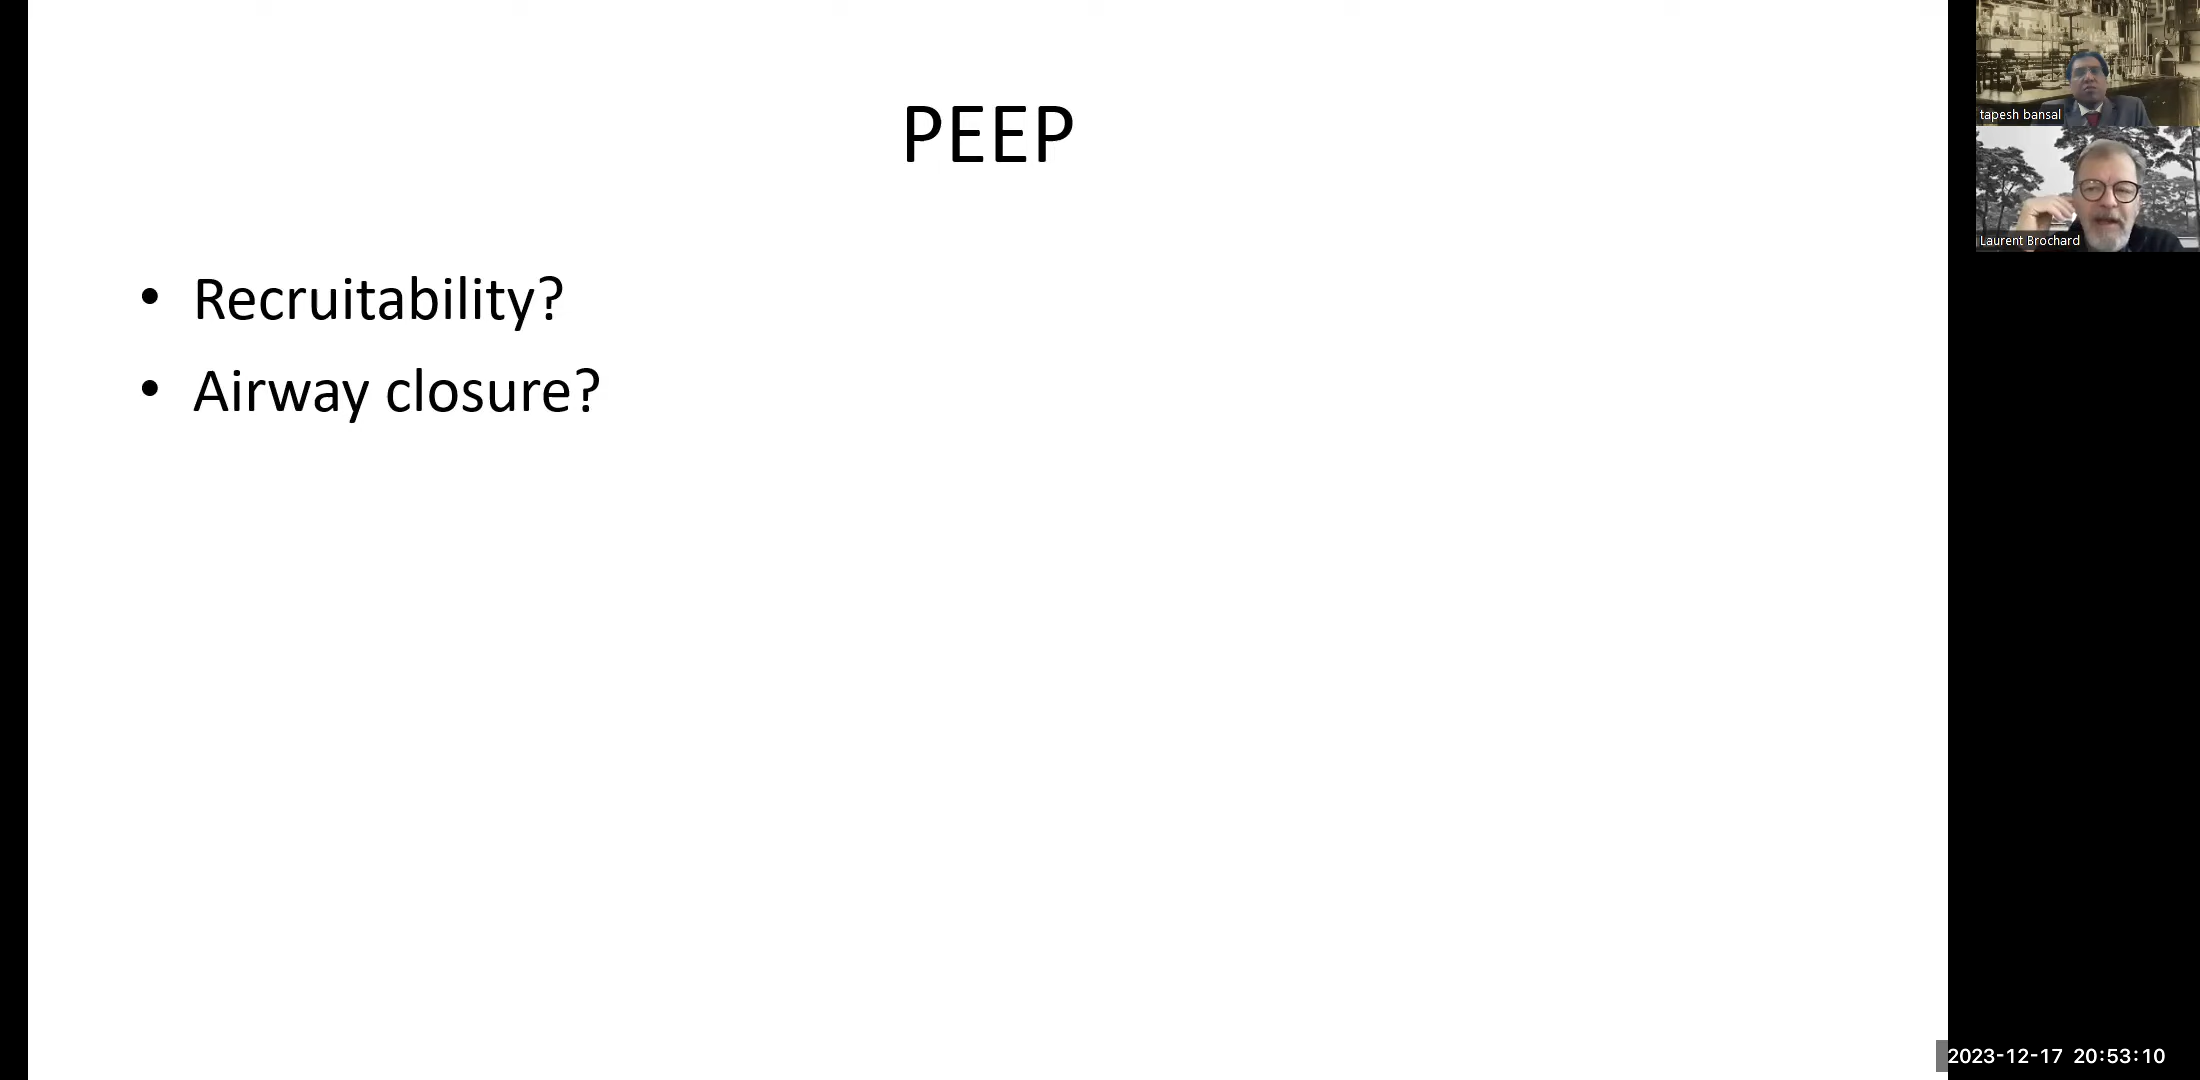 PEEP
• Recruitability?
• Airway closure?
tapesh bansal
Laurent Brochard
2023-12-17 20:53:10